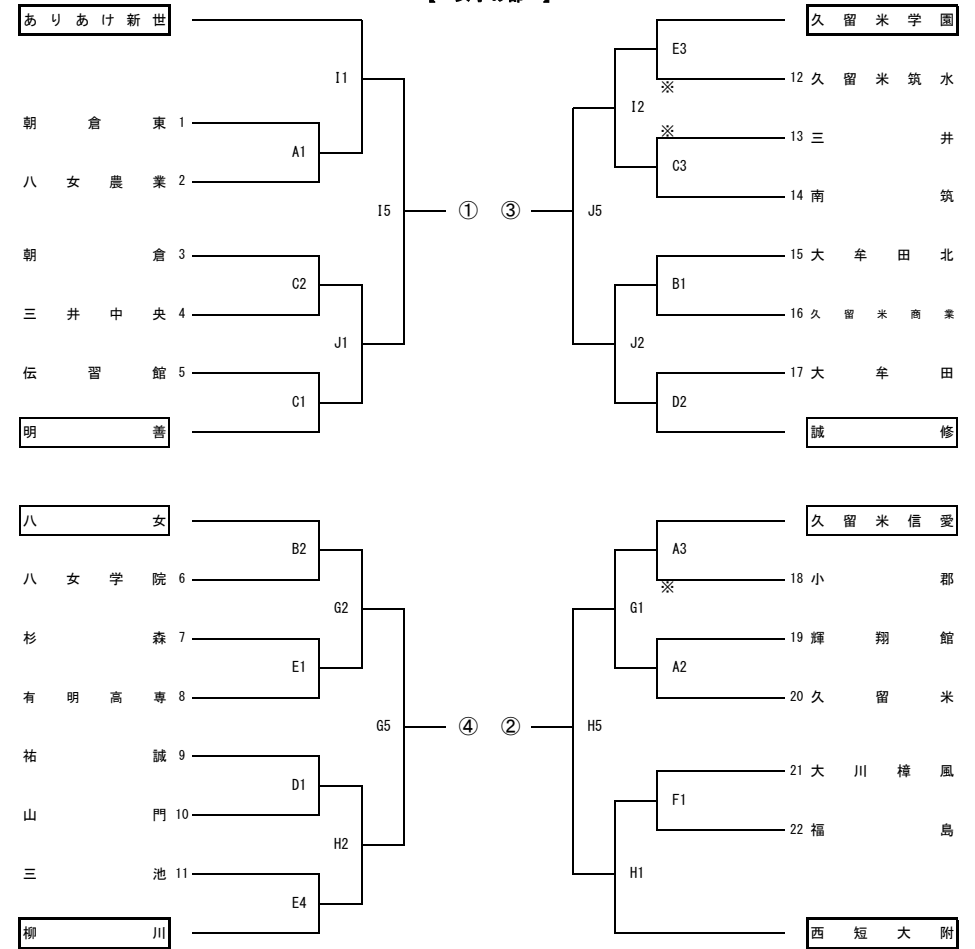 ありあけ新世
I1
朝倉東 1
A1
八女農業 2
I5
①
朝倉 3
C2
三井中央 4
J1
伝習館 5
C1
明善
久留米学園
E3
12 久留米筑水
※
I2
※
13 三井
C3
14 南筑
③
J5
15 大牟田北
B1
16 久留米商業
J2
17 大牟田
D2
誠修
八女
B2
八女学院 6
G2
杉森 7
E1
有明高専 8
G5
④
祐誠 9
D1
山門 10
H2
三池 11
E4
柳川
久留米信愛
A3
18 小郡
※
G1
19 輝翔館
A2
20 久留米
②
H5
21 大川樟風
F1
22 福島
H1
西短大附